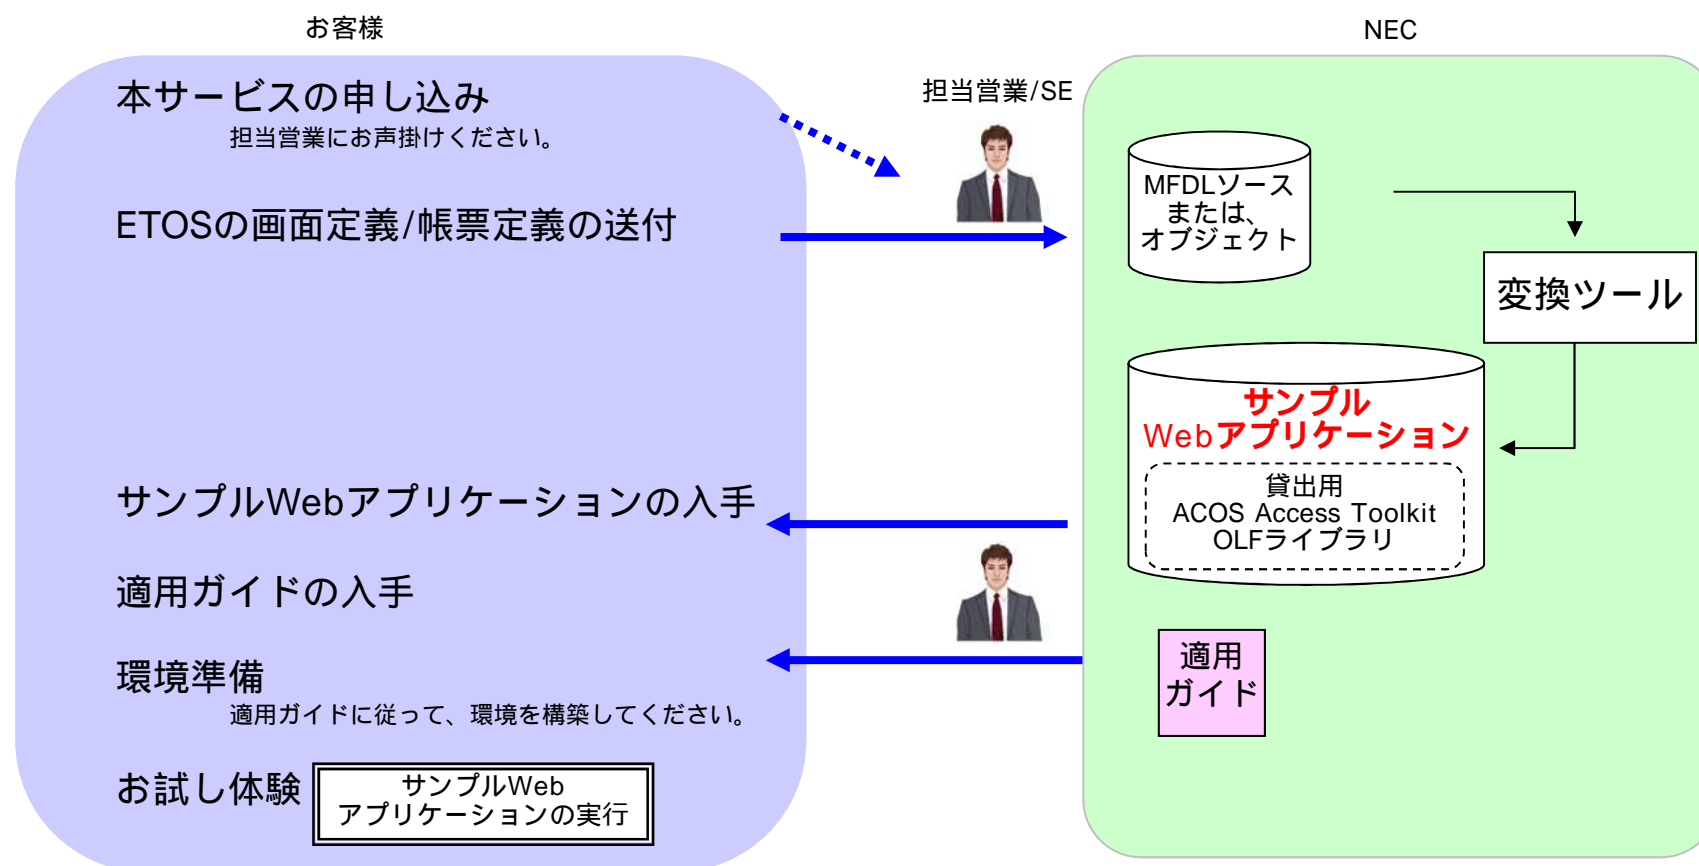 お客様
NEC
本サービスの申し込み
担当営業にお声掛けください。
担当営業/SE
ETOSの画面定義/帳票定義の送付
MFDLソース
または、
オブジェクト
変換ツール
サンプル
Webアプリケーション
貸出用
ACOS Access Toolkit
OLFライブラリ
サンプルWebアプリケーションの入手
適用ガイドの入手
適用
ガイド
環境準備
適用ガイドに従って、環境を構築してください。
お試し体験
サンプルWeb
アプリケーションの実行